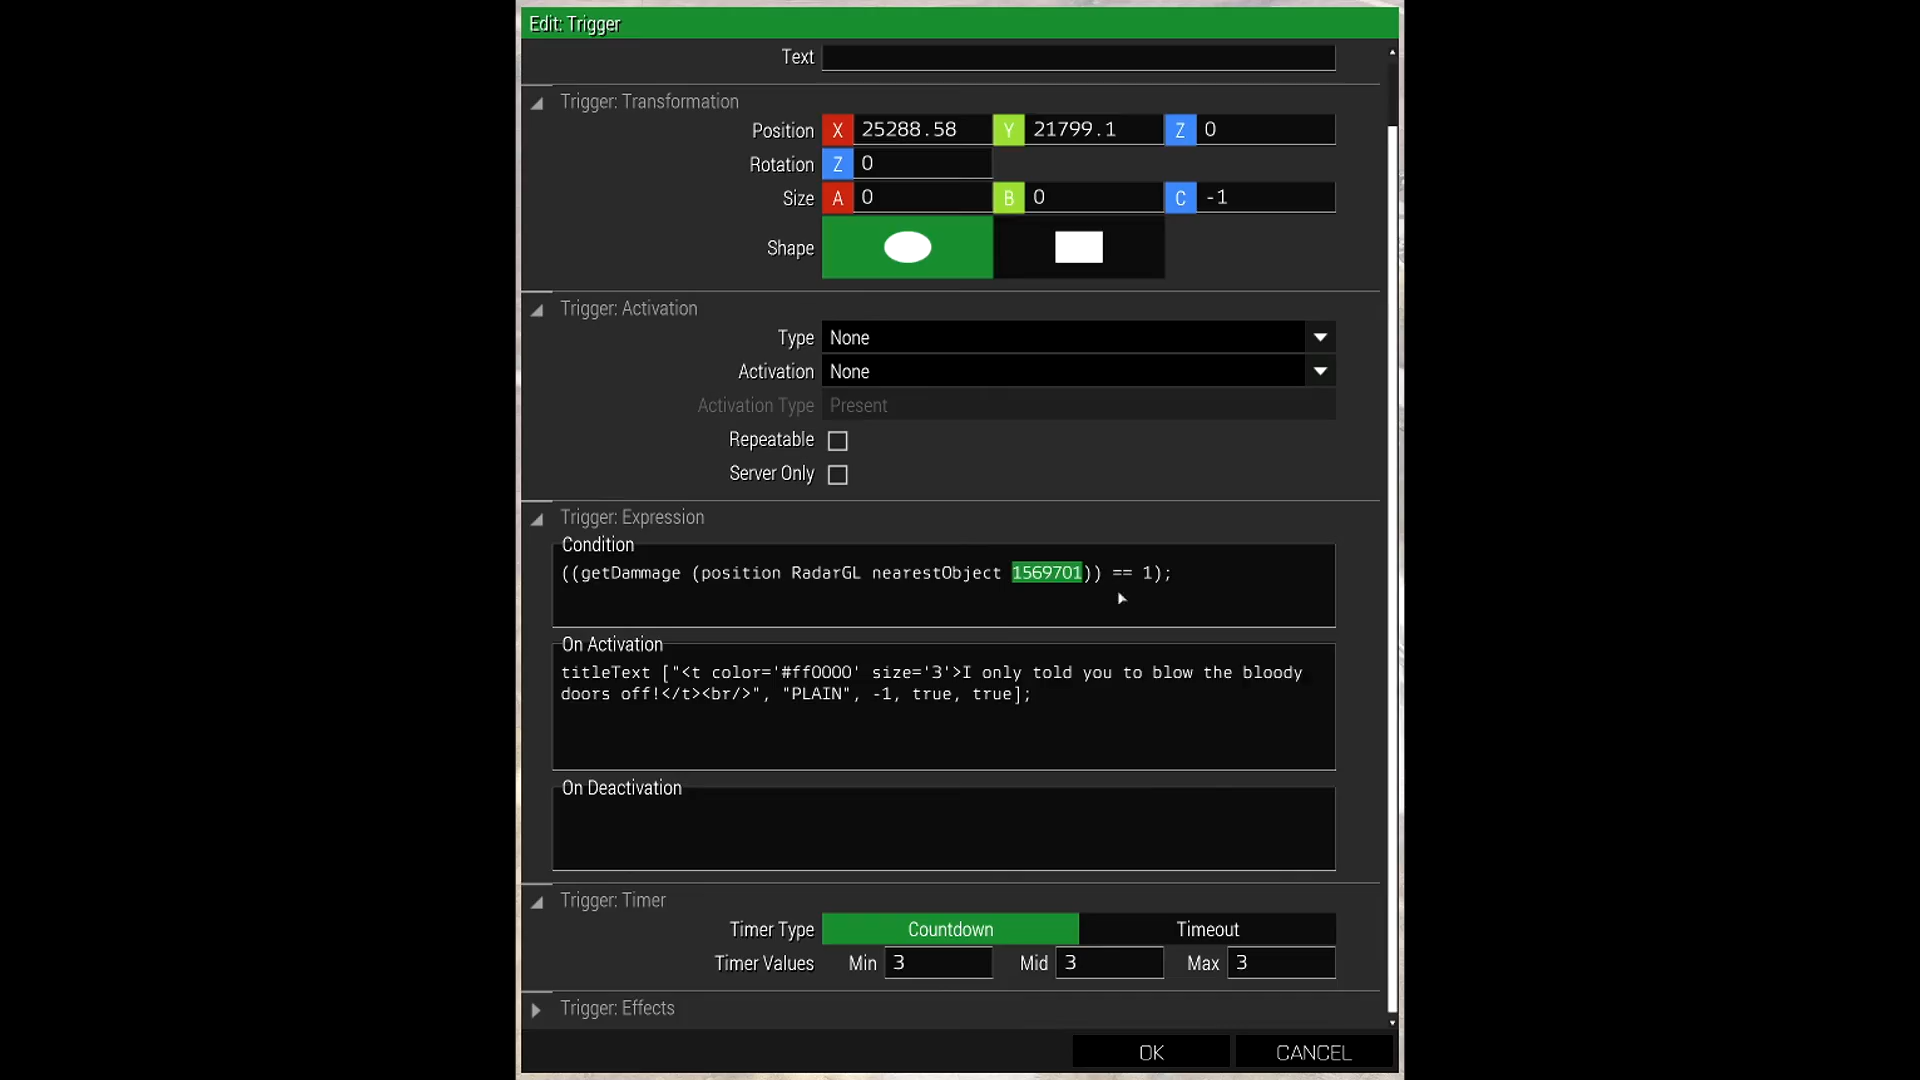 Edit: Trigger
Text
Trigger: Transformation
Position X 25288.58 Y 21799.1 Z 0
Rotation Z 0
Size A 0 B 0 C -1
Shape
Trigger: Activation
Type None
Activation None
Activation Type Present
Repeatable
Server Only
Trigger: Expression
Condition
((getDammage (position RadarGL nearestObject 1569701)) == 1);
On Activation
titleText ["<t color='#ff0000' size='3'>I only told you to blow the bloody
doors off!</t><br/>", "PLAIN", -1, true, true];
On Deactivation
Trigger: Timer
Timer Type Countdown Timeout
Timer Values Min 3 Mid 3 Max 3
Trigger: Effects
OK CANCEL